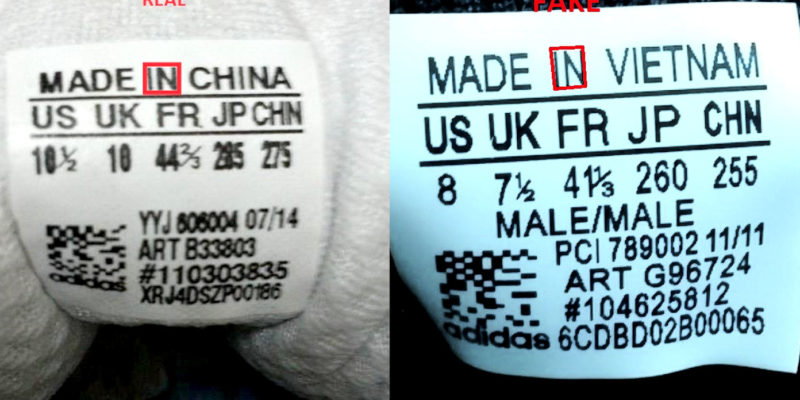 REAL
MADE IN CHINA
US UK FR JP CHN
10½ 10 44⅔ 285 275
YYJ 606004 07/14
ART B33803
#110303835
XRJ4DSZP00186
adidas
FAKE
MADE IN VIETNAM
US UK FR JP CHN
8 7½ 41⅓ 260 255
MALE/MALE
PCI 789002 11/11
ART G96724
#104625812
adidas 6CDBD02B00065